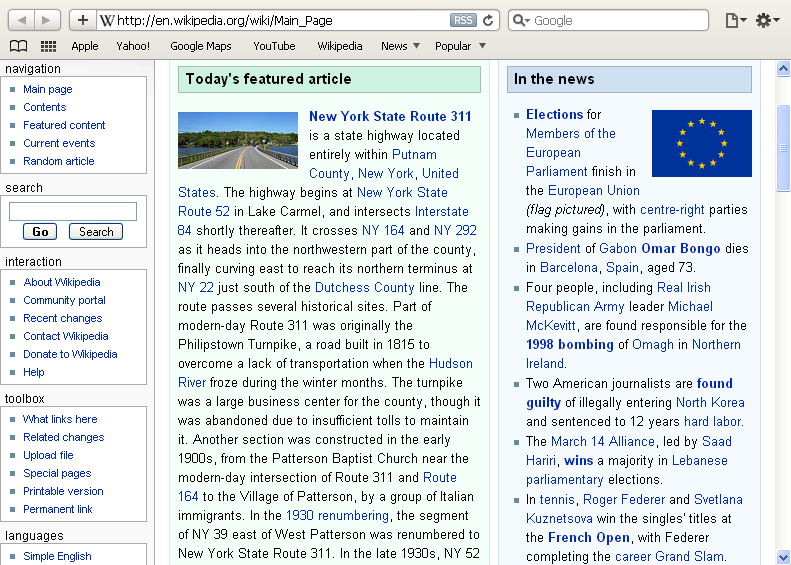 http://en.wikipedia.org/wiki/Main_Page
RSS
Google
Apple
Yahoo!
Google Maps
YouTube
Wikipedia
News
Popular
navigation
Main page
Contents
Featured content
Current events
Random article
search
Go
Search
interaction
About Wikipedia
Community portal
Recent changes
Contact Wikipedia
Donate to Wikipedia
Help
toolbox
What links here
Related changes
Upload file
Special pages
Printable version
Permanent link
languages
Simple English
Today's featured article
New York State Route 311
is a state highway located
entirely within Putnam
County, New York, United
States. The highway begins at New York State
Route 52 in Lake Carmel, and intersects Interstate
84 shortly thereafter. It crosses NY 164 and NY 292
as it heads into the northwestern part of the county,
finally curving east to reach its northern terminus at
NY 22 just south of the Dutchess County line. The
route passes several historical sites. Part of
modern-day Route 311 was originally the
Philipstown Turnpike, a road built in 1815 to
overcome a lack of transportation when the Hudson
River froze during the winter months. The turnpike
was a large business center for the county, though it
was abandoned due to insufficient tolls to maintain
it. Another section was constructed in the early
1900s, from the Patterson Baptist Church near the
modern-day intersection of Route 311 and Route
164 to the Village of Patterson, by a group of Italian
immigrants. In the 1930 renumbering, the segment
of NY 39 east of West Patterson was renumbered to
New York State Route 311. In the late 1930s, NY 52
In the news
Elections for
Members of the
European
Parliament finish in
the European Union
(flag pictured), with centre-right parties
making gains in the parliament.
President of Gabon Omar Bongo dies
in Barcelona, Spain, aged 73.
Four people, including Real Irish
Republican Army leader Michael
McKevitt, are found responsible for the
1998 bombing of Omagh in Northern
Ireland.
Two American journalists are found
guilty of illegally entering North Korea
and sentenced to 12 years hard labor.
The March 14 Alliance, led by Saad
Hariri, wins a majority in Lebanese
parliamentary elections.
In tennis, Roger Federer and Svetlana
Kuznetsova win the singles' titles at
the French Open, with Federer
completing the career Grand Slam.